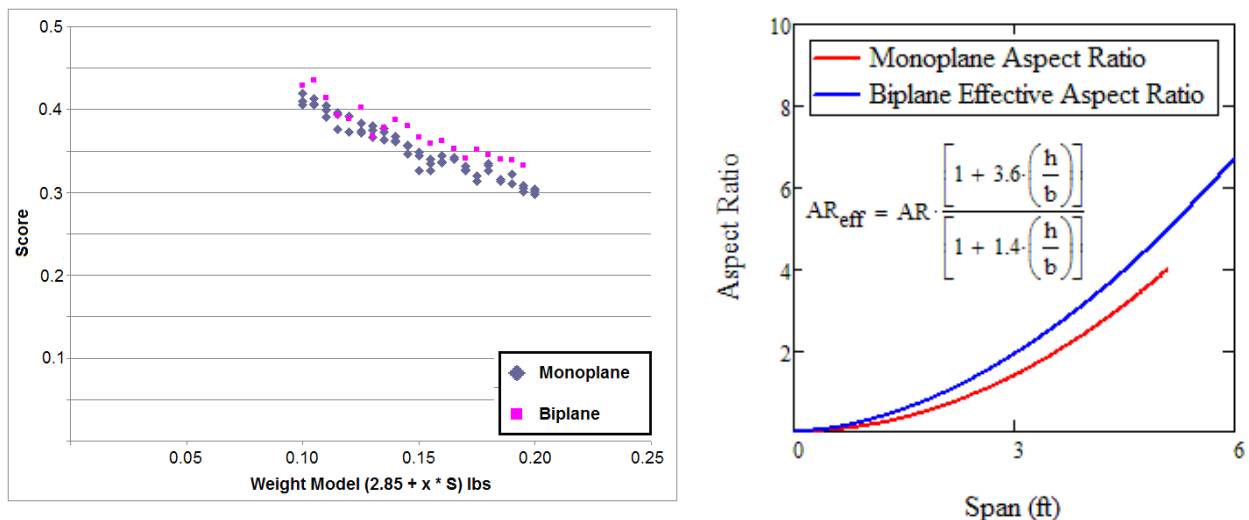 0.5
0.4
0.3
0.2
0.1
Score
0.05 0.10 0.15 0.20 0.25
Weight Model (2.85 + x * S) lbs
Monoplane
Biplane
10
8
6
4
2
Aspect Ratio
Monoplane Aspect Ratio
Biplane Effective Aspect Ratio
AR_eff = AR · [1 + 3.6·(h/b)] / [1 + 1.4·(h/b)]
0 3 6
Span (ft)